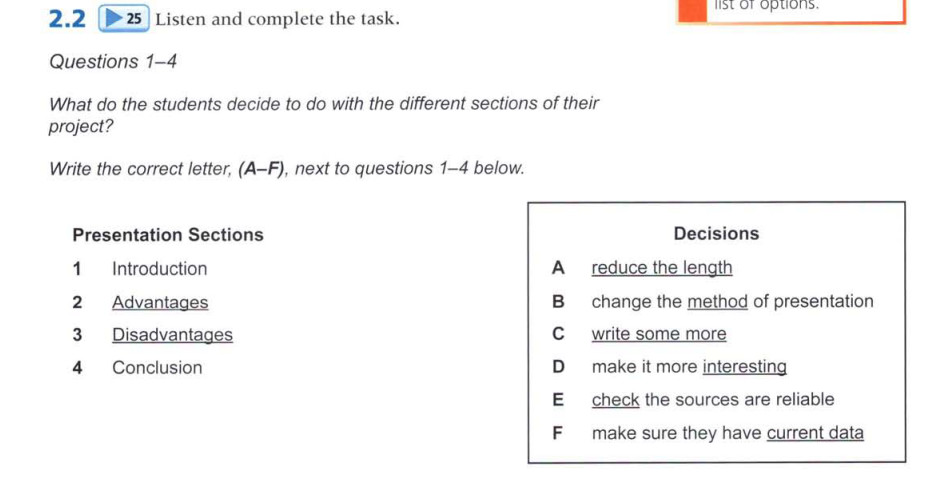 list of options.
2.2 25 Listen and complete the task.
Questions 1–4
What do the students decide to do with the different sections of their
project?
Write the correct letter, (A–F), next to questions 1–4 below.
Presentation Sections
1 Introduction
2 Advantages
3 Disadvantages
4 Conclusion
Decisions
A reduce the length
B change the method of presentation
C write some more
D make it more interesting
E check the sources are reliable
F make sure they have current data